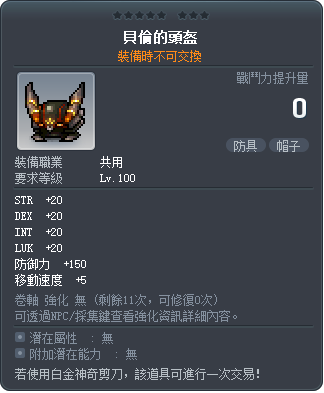 貝倫的頭盔
裝備時不可交換
戰鬥力提升量
0
防具 帽子
裝備職業 共用
要求等級 Lv.100
STR +20
DEX +20
INT +20
LUK +20
防御力 +150
移動速度 +5
卷軸 強化 無 (剩餘11次, 可修復0次)
可透過NPC/採集鍵查看強化資訊詳細內容。
潛在屬性 : 無
附加潛在能力 : 無
若使用白金神奇剪刀, 該道具可進行一次交易!